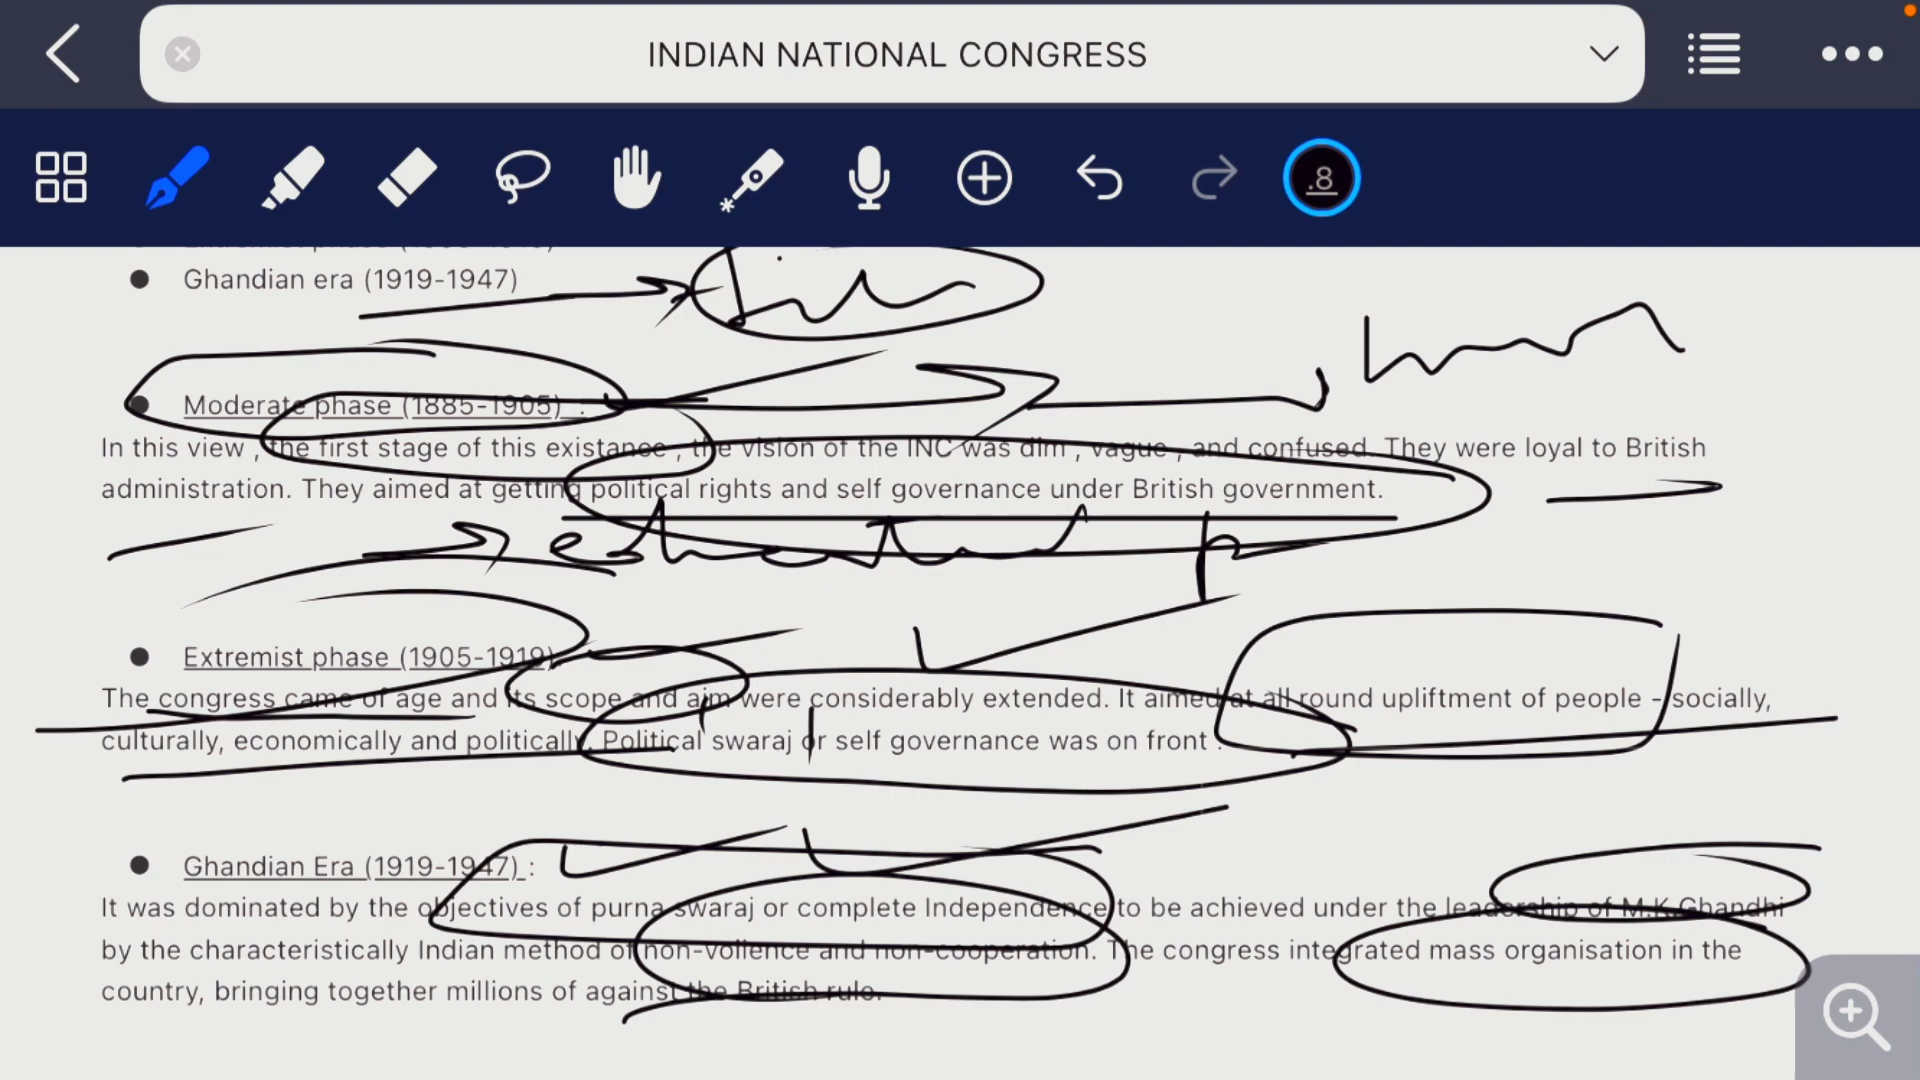 INDIAN NATIONAL CONGRESS
.8
● Ghandian era (1919-1947)
● Moderate phase (1885-1905) :
In this view , the first stage of this existance , the vision of the INC was dim , vague , and confused. They were loyal to British
administration. They aimed at getting political rights and self governance under British government.
● Extremist phase (1905-1919)
The congress came of age and its scope and aim were considerably extended. It aimed at all round upliftment of people - socially,
culturally, economically and politically. Political swaraj or self governance was on front .
● Ghandian Era (1919-1947) :
It was dominated by the objectives of purna swaraj or complete Independence to be achieved under the leadership of M.K.Ghandhi
by the characteristically Indian method of non-vollence and non-cooperation. The congress integrated mass organisation in the
country, bringing together millions of against the British rule.